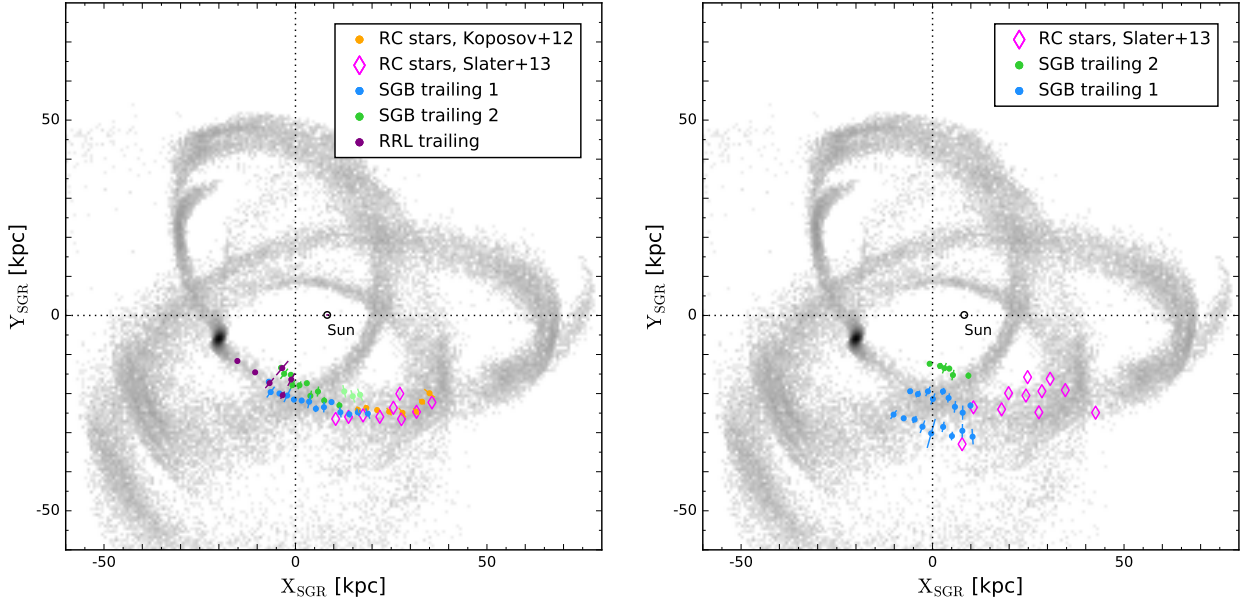 RC stars, Koposov+12
RC stars, Slater+13
SGB trailing 1
SGB trailing 2
RRL trailing
50
0
-50
-50
0
50
Sun
X_SGR [kpc]
Y_SGR [kpc]
RC stars, Slater+13
SGB trailing 2
SGB trailing 1
50
0
-50
-50
0
50
Sun
X_SGR [kpc]
Y_SGR [kpc]